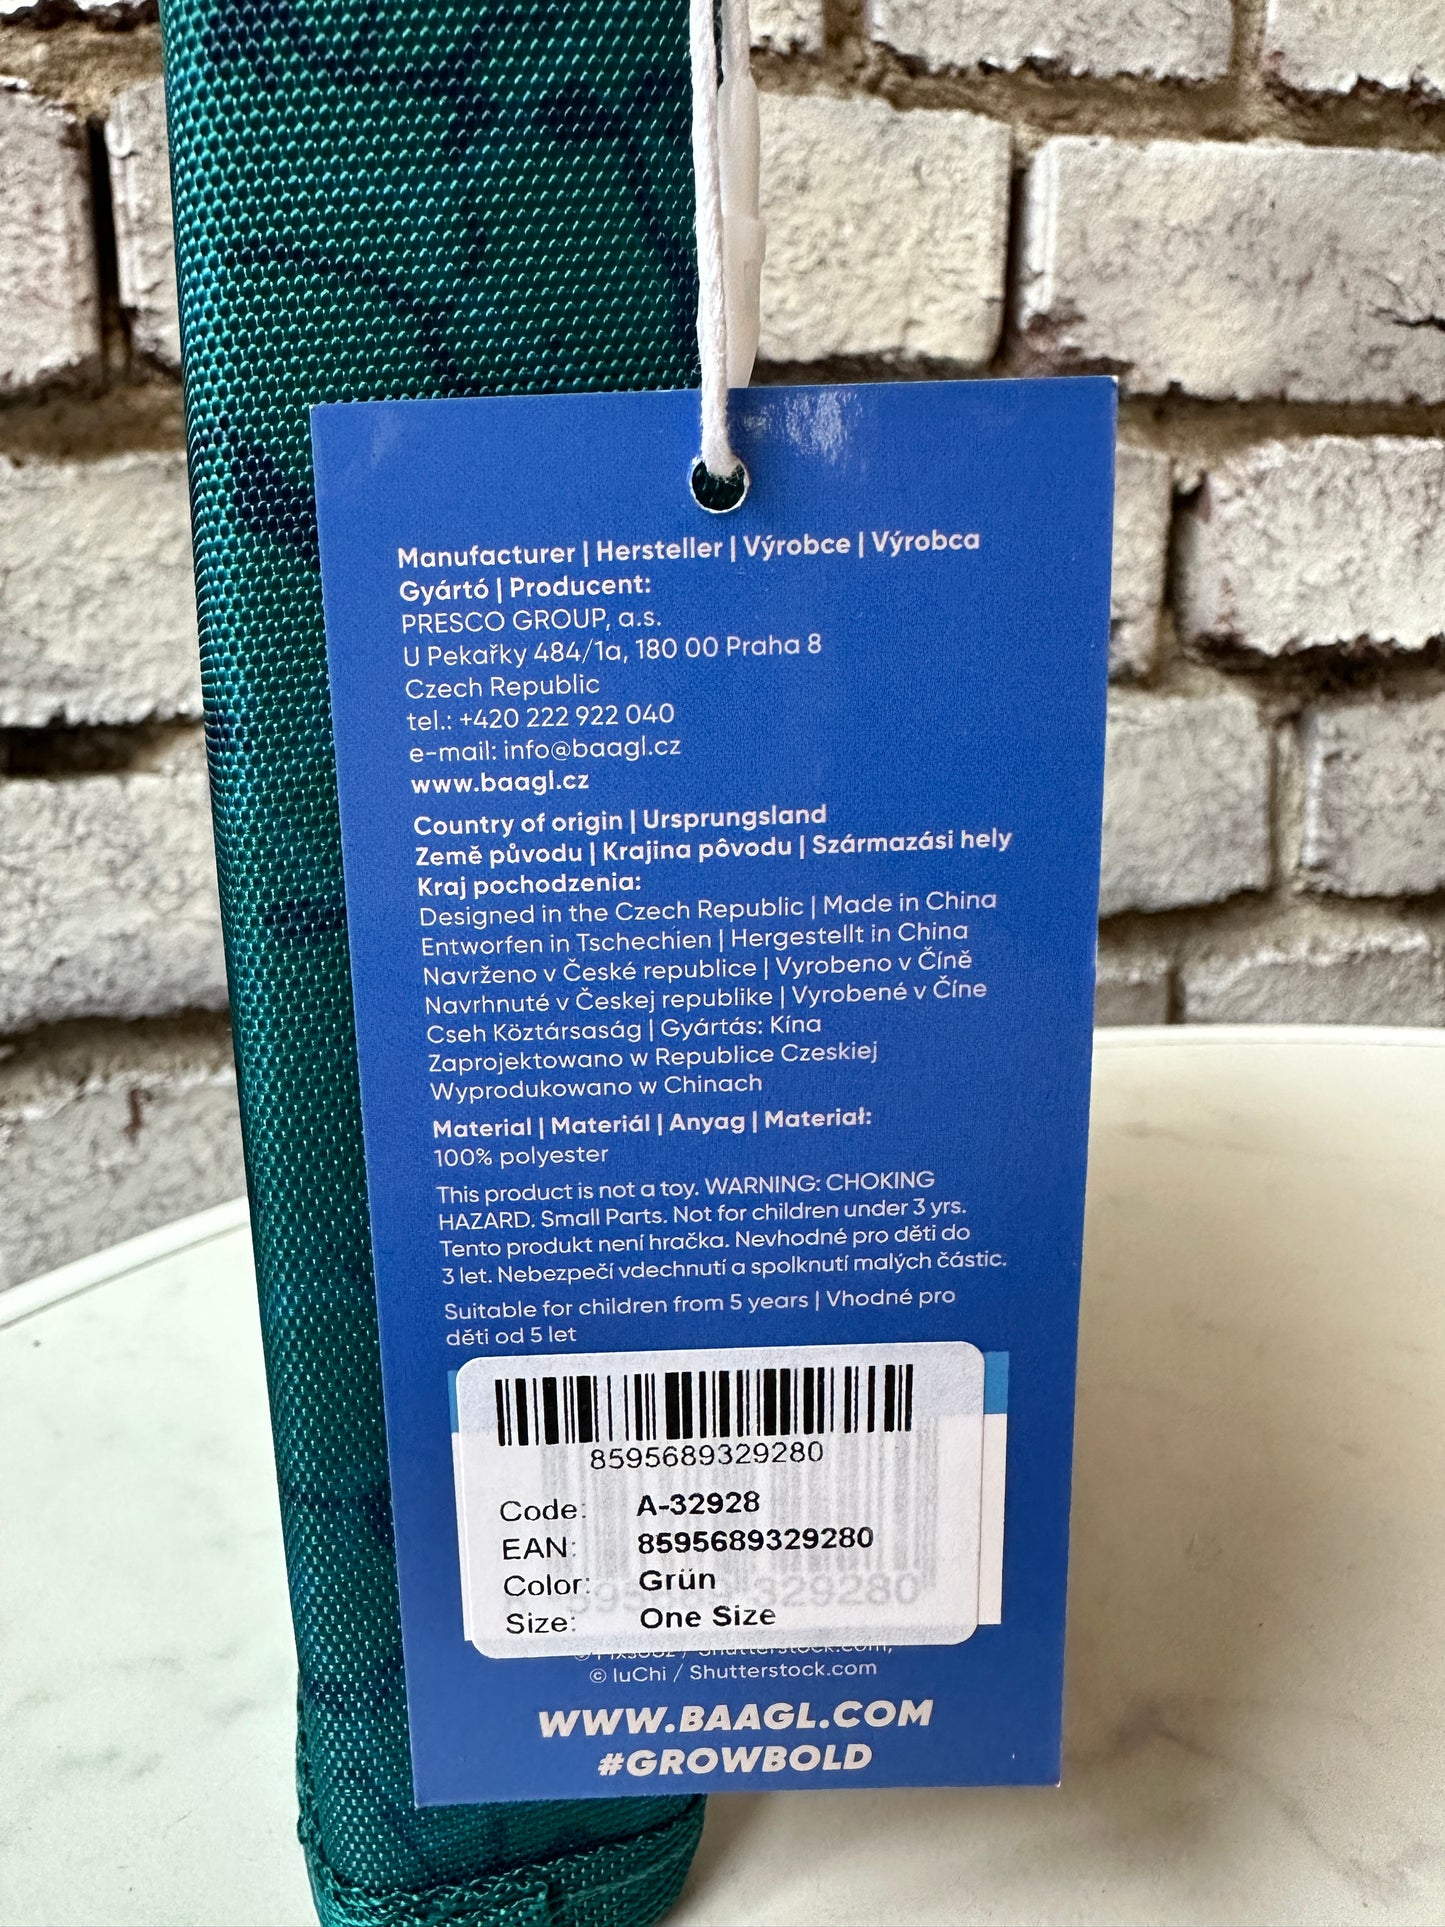 Manufacturer | Hersteller | Výrobce | Výrobca
Gyártó | Producent:
PRESCO GROUP, a.s.
U Pekařky 484/1a, 180 00 Praha 8
Czech Republic
tel.: +420 222 922 040
e-mail: info@baagl.cz
www.baagl.cz
Country of origin | Ursprungsland
Země původu | Krajina pôvodu | Származási hely
Kraj pochodzenia:
Designed in the Czech Republic | Made in China
Entworfen in Tschechien | Hergestellt in China
Navrženo v České republice | Vyrobeno v Číně
Navrhnuté v Českej republike | Vyrobené v Číne
Cseh Köztársaság | Gyártás: Kína
Zaprojektowano w Republice Czeskiej
Wyprodukowano w Chinach
Material | Materiál | Anyag | Materiał:
100% polyester
This product is not a toy. WARNING: CHOKING
HAZARD. Small Parts. Not for children under 3 yrs.
Tento produkt není hračka. Nevhodné pro děti do
3 let. Nebezpečí vdechnutí a spolknutí malých částic.
Suitable for children from 5 years | Vhodné pro
děti od 5 let
8595689329280
Code: A-32928
EAN: 8595689329280
Color: Grün
Size: One Size
© luChi / Shutterstock.com
WWW.BAAGL.COM
#GROWBOLD